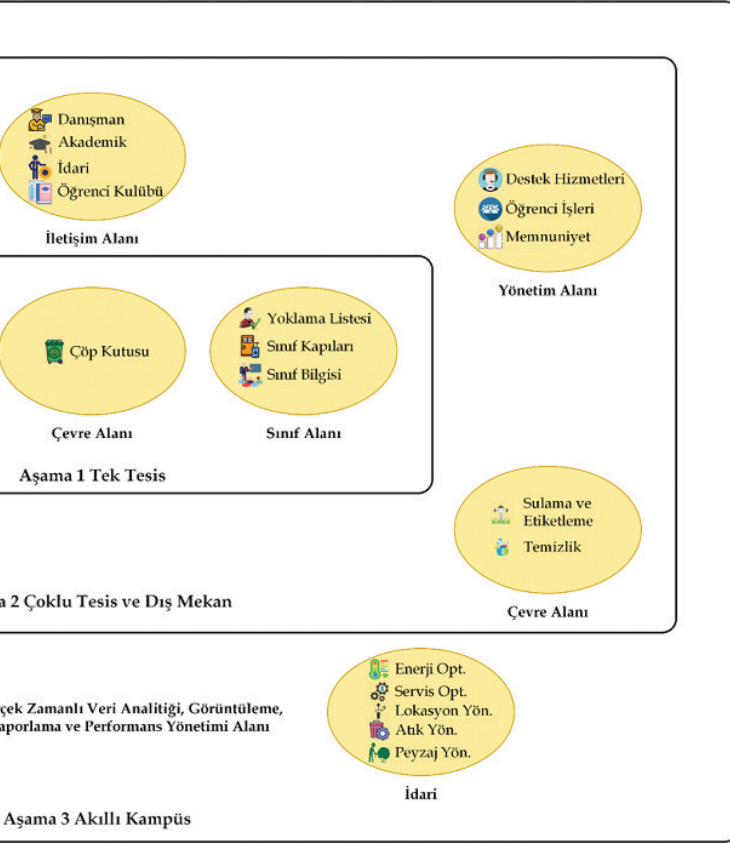 Danışman
Akademik
İdari
Öğrenci Kulübü
İletişim Alanı
Destek Hizmetleri
Öğrenci İşleri
Memnuniyet
Yönetim Alanı
Çöp Kutusu
Çevre Alanı
Yoklama Listesi
Sınıf Kapıları
Sınıf Bilgisi
Sınıf Alanı
Aşama 1 Tek Tesis
Sulama ve
Etiketleme
Temizlik
Çevre Alanı
2 Çoklu Tesis ve Dış Mekan
Zamanlı Veri Analitiği, Görüntüleme,
ve Performans Yönetimi Alanı
Enerji Opt.
Servis Opt.
Lokasyon Yön.
Atık Yön.
Peyzaj Yön.
İdari
Aşama 3 Akıllı Kampüs